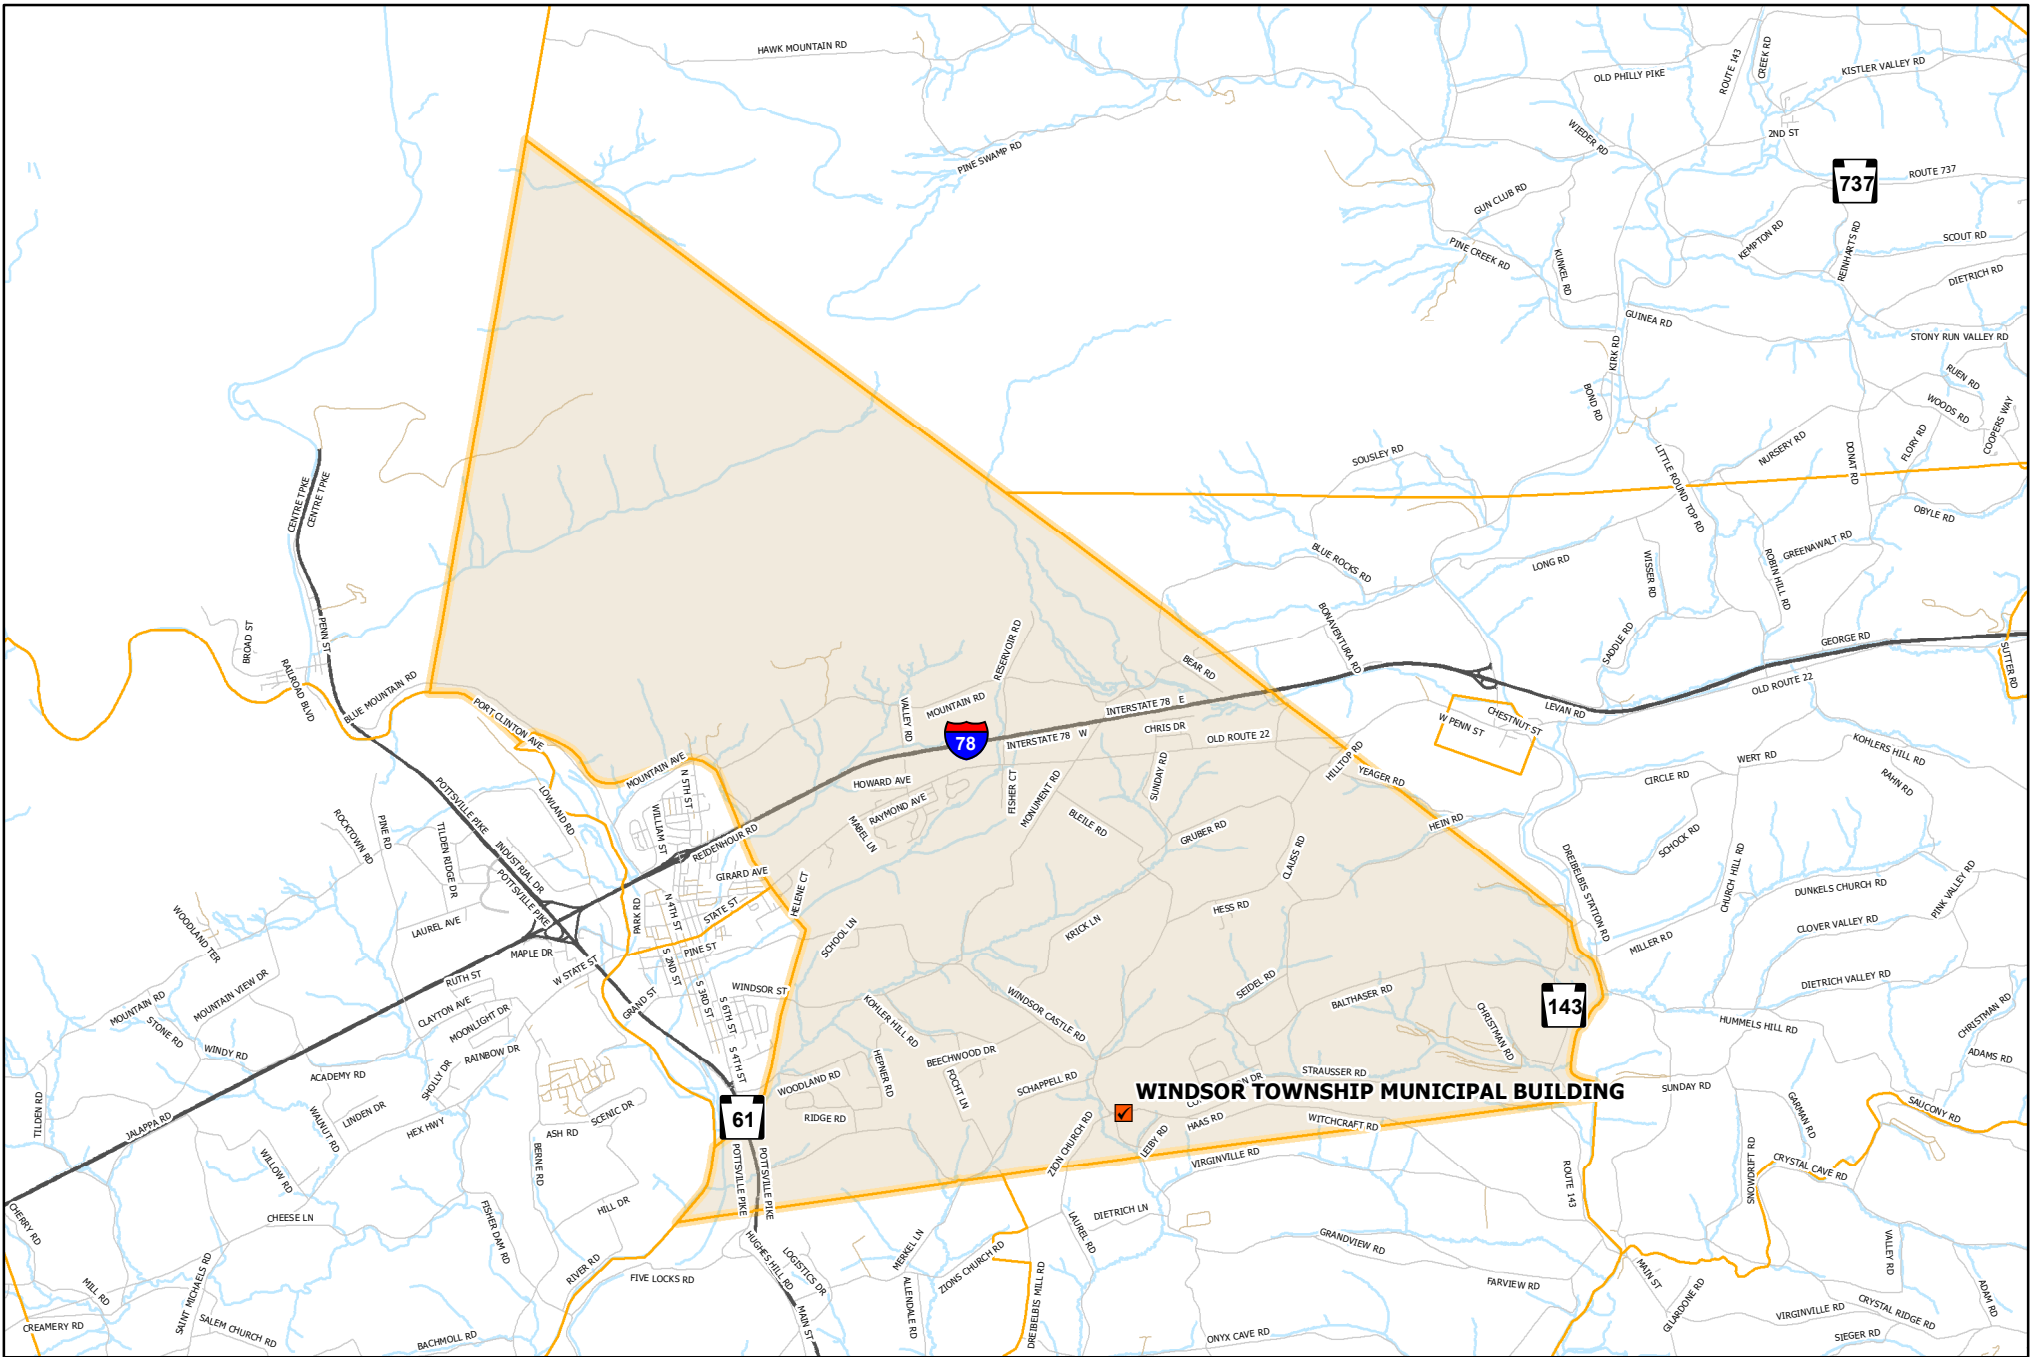 HAWK MOUNTAIN RD
OLD PHILLY PIKE
ROUTE 143
CREEK RD
KISTLER VALLEY RD
WIEDER RD
2ND ST
PINE SWAMP RD
737
ROUTE 737
GUN CLUB RD
PINE CREEK RD
KUNKEL RD
KEMPTON RD
REINHARTS RD
SCOUT RD
DIETRICH RD
GUINEA RD
STONY RUN VALLEY RD
KIRK RD
BOND RD
RUEN RD
WOODS RD
COOPERS WAY
FLORY RD
NURSERY RD
DONAT RD
SOUSLEY RD
LITTLE ROUND TOP RD
CENTRE TPKE
CENTRE TPKE
OBYLE RD
GREENAWALT RD
ROBIN HILL RD
BLUE ROCKS RD
LONG RD
WISSER RD
BONAVENTURA RD
SADDLE RD
GEORGE RD
SUTTER RD
BROAD ST
PENN ST
RAILROAD BLVD
BLUE MOUNTAIN RD
RESERVOIR RD
BEAR RD
OLD ROUTE 22
LEVAN RD
PORT CLINTON AVE
VALLEY RD
MOUNTAIN RD
INTERSTATE 78 E
INTERSTATE 78 W
78
CHRIS DR
OLD ROUTE 22
W PENN ST
CHESTNUT ST
KOHLERS HILL RD
WERT RD
CIRCLE RD
RAHN RD
HILLTOP RD
YEAGER RD
MOUNTAIN AVE
N 5TH ST
HOWARD AVE
FISHER CT
SUNDAY RD
MONUMENT RD
POTTSVILLE PIKE
LOWLAND RD
WILLIAM ST
RAYMOND AVE
MABEL LN
BLEILE RD
GRUBER RD
HEIN RD
ROCKTOWN RD
PINE RD
TILDEN RIDGE DR
INDUSTRIAL DR
POTTSVILLE PIKE
REIDENHOUR RD
GIRARD AVE
HELENE CT
CLAUSS RD
DREIBELBIS STATION RD
SCHOCK RD
CHURCH HILL RD
DUNKELS CHURCH RD
PINK VALLEY RD
CLOVER VALLEY RD
WOODLAND TER
LAUREL AVE
MAPLE DR
PARK RD
N 4TH ST
STATE ST
PINE ST
SCHOOL LN
KRICK LN
HESS RD
MILLER RD
DIETRICH VALLEY RD
CHRISTMAN RD
RUTH ST
W STATE ST
S 2ND ST
S 3RD ST
WINDSOR ST
GRAND ST
S 6TH ST
S 4TH ST
MOUNTAIN RD
MOUNTAIN VIEW DR
STONE RD
WINDY RD
CLAYTON AVE
MOONLIGHT DR
RAINBOW DR
SEIDEL RD
BALTHASER RD
143
HUMMELS HILL RD
ADAMS RD
KOHLER HILL RD
WINDSOR CASTLE RD
CHRISTMAN RD
BEECHWOOD DR
HEPNER RD
FOCHT LN
SCHAPPELL RD
STRAUSSER RD
SUNDAY RD
WOODLAND RD
RIDGE RD
WINDSOR TOWNSHIP MUNICIPAL BUILDING
ACADEMY RD
SHOLLY DR
TILDEN RD
JALAPPA RD
WALNUT RD
LINDEN DR
HEX HWY
SCENIC DR
ASH RD
BERNE RD
61
POTTSVILLE PIKE
POTTSVILLE PIKE
ZION CHURCH RD
LEIBY RD
HAAS RD
WITCHCRAFT RD
VIRGINVILLE RD
GARMAN RD
SAUCONY RD
CRYSTAL CAVE RD
SNOWDRIFT RD
ROUTE 143
WILLOW RD
CHERRY RD
CHEESE LN
FISHER DAM RD
HILL DR
RIVER RD
FIVE LOCKS RD
HUGHES HILL RD
LOGISTICS DR
MERKEL LN
ZIONS CHURCH RD
ALLENDALE RD
DREIBELBIS MILL RD
LAUREL RD
DIETRICH LN
GRANDVIEW RD
FARVIEW RD
MAIN ST
GILARDONE RD
VALLEY RD
ADAM RD
MILL RD
SAINT MICHAELS RD
CREAMERY RD
SALEM CHURCH RD
BACHMOLL RD
MAIN ST
ONYX CAVE RD
VIRGINVILLE RD
CRYSTAL RIDGE RD
SIEGER RD